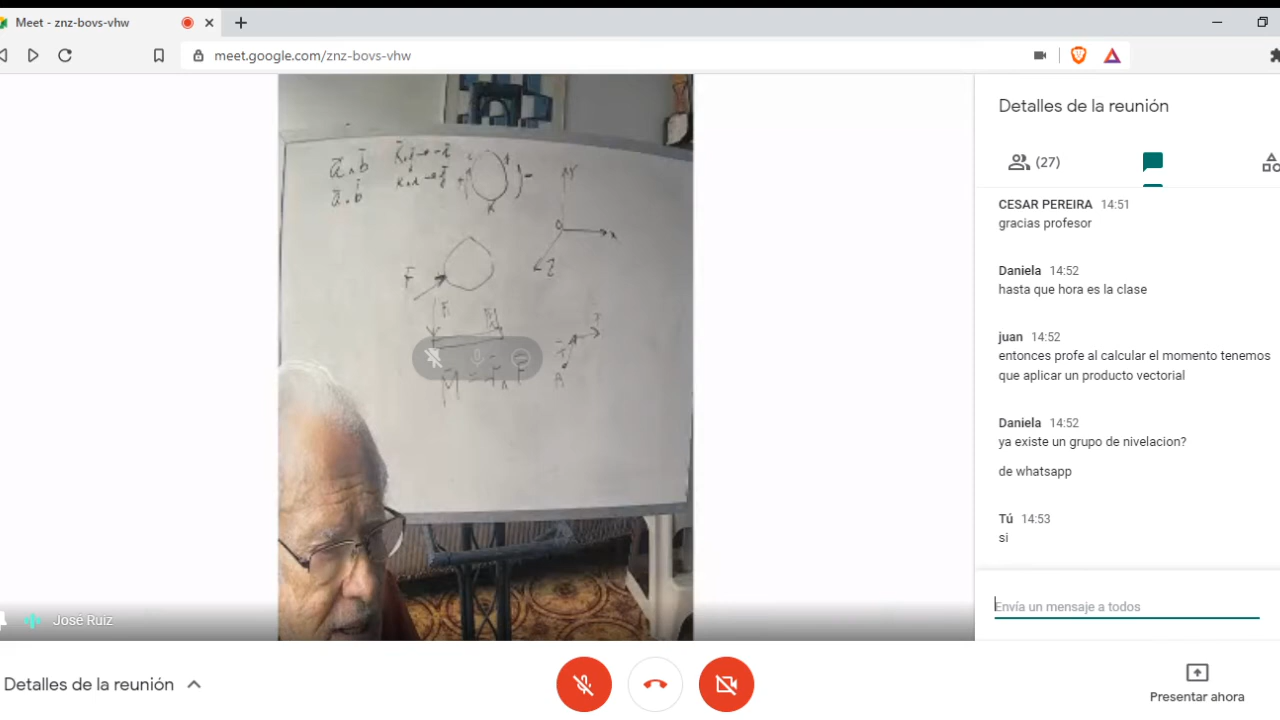 Meet - znz-bovs-vhw
meet.google.com/znz-bovs-vhw
Detalles de la reunión
(27)
CESAR PEREIRA 14:51
gracias profesor
Daniela 14:52
hasta que hora es la clase
juan 14:52
entonces profe al calcular el momento tenemos
que aplicar un producto vectorial
Daniela 14:52
ya existe un grupo de nivelacion?
de whatsapp
Tú 14:53
si
Envía un mensaje a todos
a ∧ b
a . b
Y
O
X
Z
F
A
José Ruiz
Detalles de la reunión
Presentar ahora